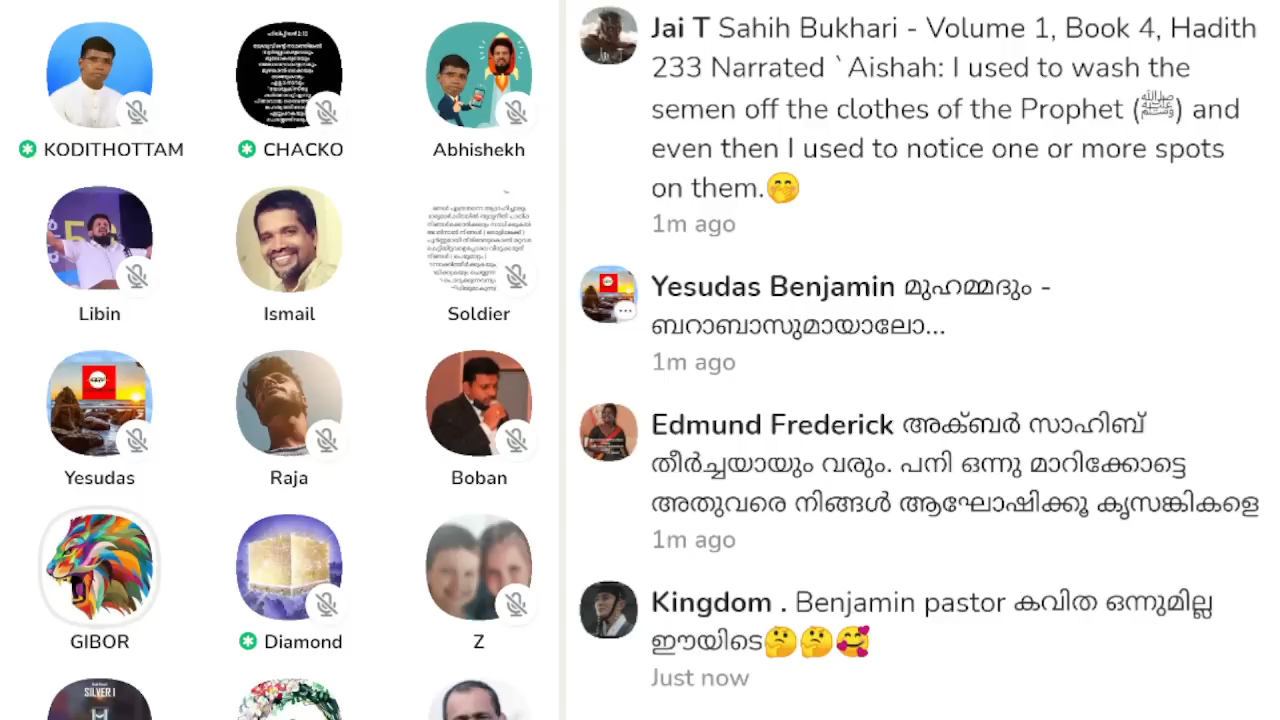 KODITHOTTAM
CHACKO
Abhishekh
Libin
Ismail
Soldier
Yesudas
Raja
Boban
GIBOR
Diamond
Z
SILVER I
Jai T Sahih Bukhari - Volume 1, Book 4, Hadith
233 Narrated `Aishah: I used to wash the
semen off the clothes of the Prophet (ﷺ) and
even then I used to notice one or more spots
on them.🤭
1m ago
Yesudas Benjamin മുഹമ്മദും -
ബറാബാസുമായാലോ...
1m ago
Edmund Frederick അക്ബർ സാഹിബ്
തീർച്ചയായും വരും. പനി ഒന്നു മാറിക്കോട്ടെ
അതുവരെ നിങ്ങൾ ആഘോഷിക്കൂ കൃസങ്കികളെ
1m ago
Kingdom . Benjamin pastor കവിത ഒന്നുമില്ല
ഈയിടെ🤔🤔🥰
Just now